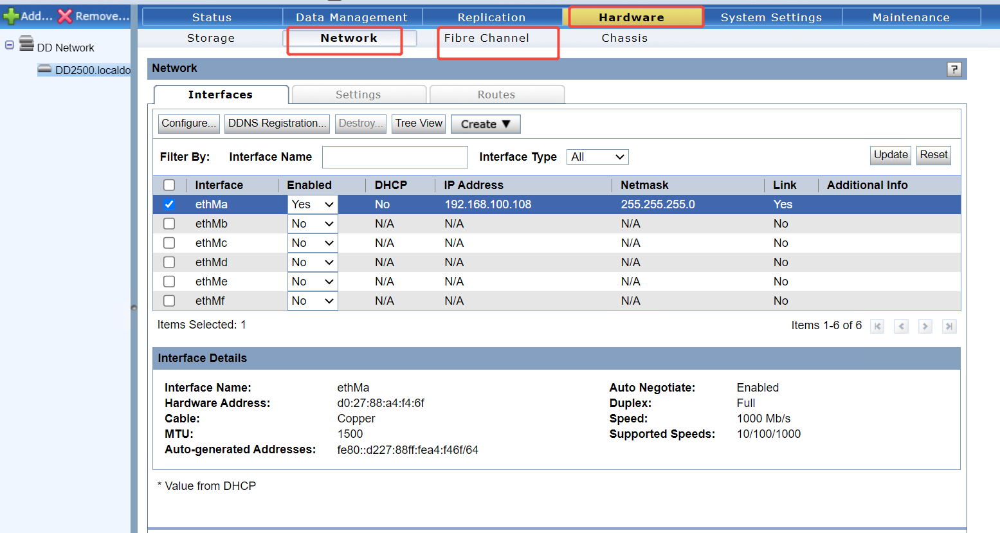 Add... Remove...
DD Network
DD2500.localdo
Status Data Management Replication Hardware System Settings Maintenance
Storage Network Fibre Channel Chassis
Network ?
Interfaces Settings Routes
Configure... DDNS Registration... Destroy... Tree View Create ▼
Filter By: Interface Name Interface Type All Update Reset
Interface Enabled DHCP IP Address Netmask Link Additional Info
ethMa Yes No 192.168.100.108 255.255.255.0 Yes
ethMb No N/A N/A N/A No
ethMc No N/A N/A N/A No
ethMd No N/A N/A N/A No
ethMe No N/A N/A N/A No
ethMf No N/A N/A N/A No
Items Selected: 1 Items 1-6 of 6
Interface Details
Interface Name: ethMa Auto Negotiate: Enabled
Hardware Address: d0:27:88:a4:f4:6f Duplex: Full
Cable: Copper Speed: 1000 Mb/s
MTU: 1500 Supported Speeds: 10/100/1000
Auto-generated Addresses: fe80::d227:88ff:fea4:f46f/64
* Value from DHCP